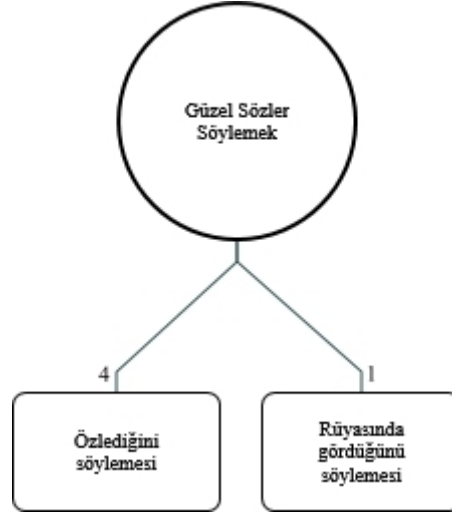 Güzel Sözler
Söylemek
4
1
Özlediğini
söylemesi
Rüyasında
gördüğünü
söylemesi